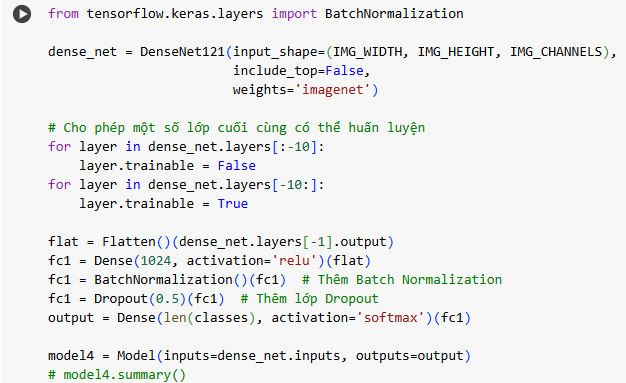 from tensorflow.keras.layers import BatchNormalization

dense_net = DenseNet121(input_shape=(IMG_WIDTH, IMG_HEIGHT, IMG_CHANNELS),
                        include_top=False,
                        weights='imagenet')

# Cho phép một số lớp cuối cùng có thể huấn luyện
for layer in dense_net.layers[:-10]:
    layer.trainable = False
for layer in dense_net.layers[-10:]:
    layer.trainable = True

flat = Flatten()(dense_net.layers[-1].output)
fc1 = Dense(1024, activation='relu')(flat)
fc1 = BatchNormalization()(fc1)  # Thêm Batch Normalization
fc1 = Dropout(0.5)(fc1)  # Thêm lớp Dropout
output = Dense(len(classes), activation='softmax')(fc1)

model4 = Model(inputs=dense_net.inputs, outputs=output)
# model4.summary()